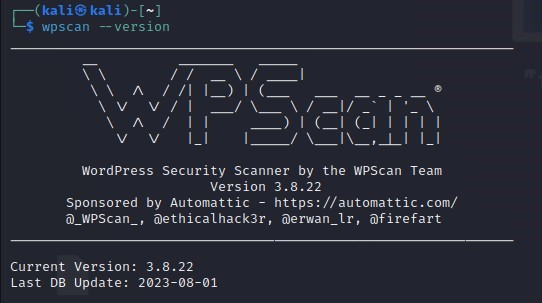 (kali㉿kali)-[~]
$ wpscan --version
WPScan ®
WordPress Security Scanner by the WPScan Team
Version 3.8.22
Sponsored by Automattic - https://automattic.com/
@_WPScan_, @ethicalhack3r, @erwan_lr, @firefart
Current Version: 3.8.22
Last DB Update: 2023-08-01